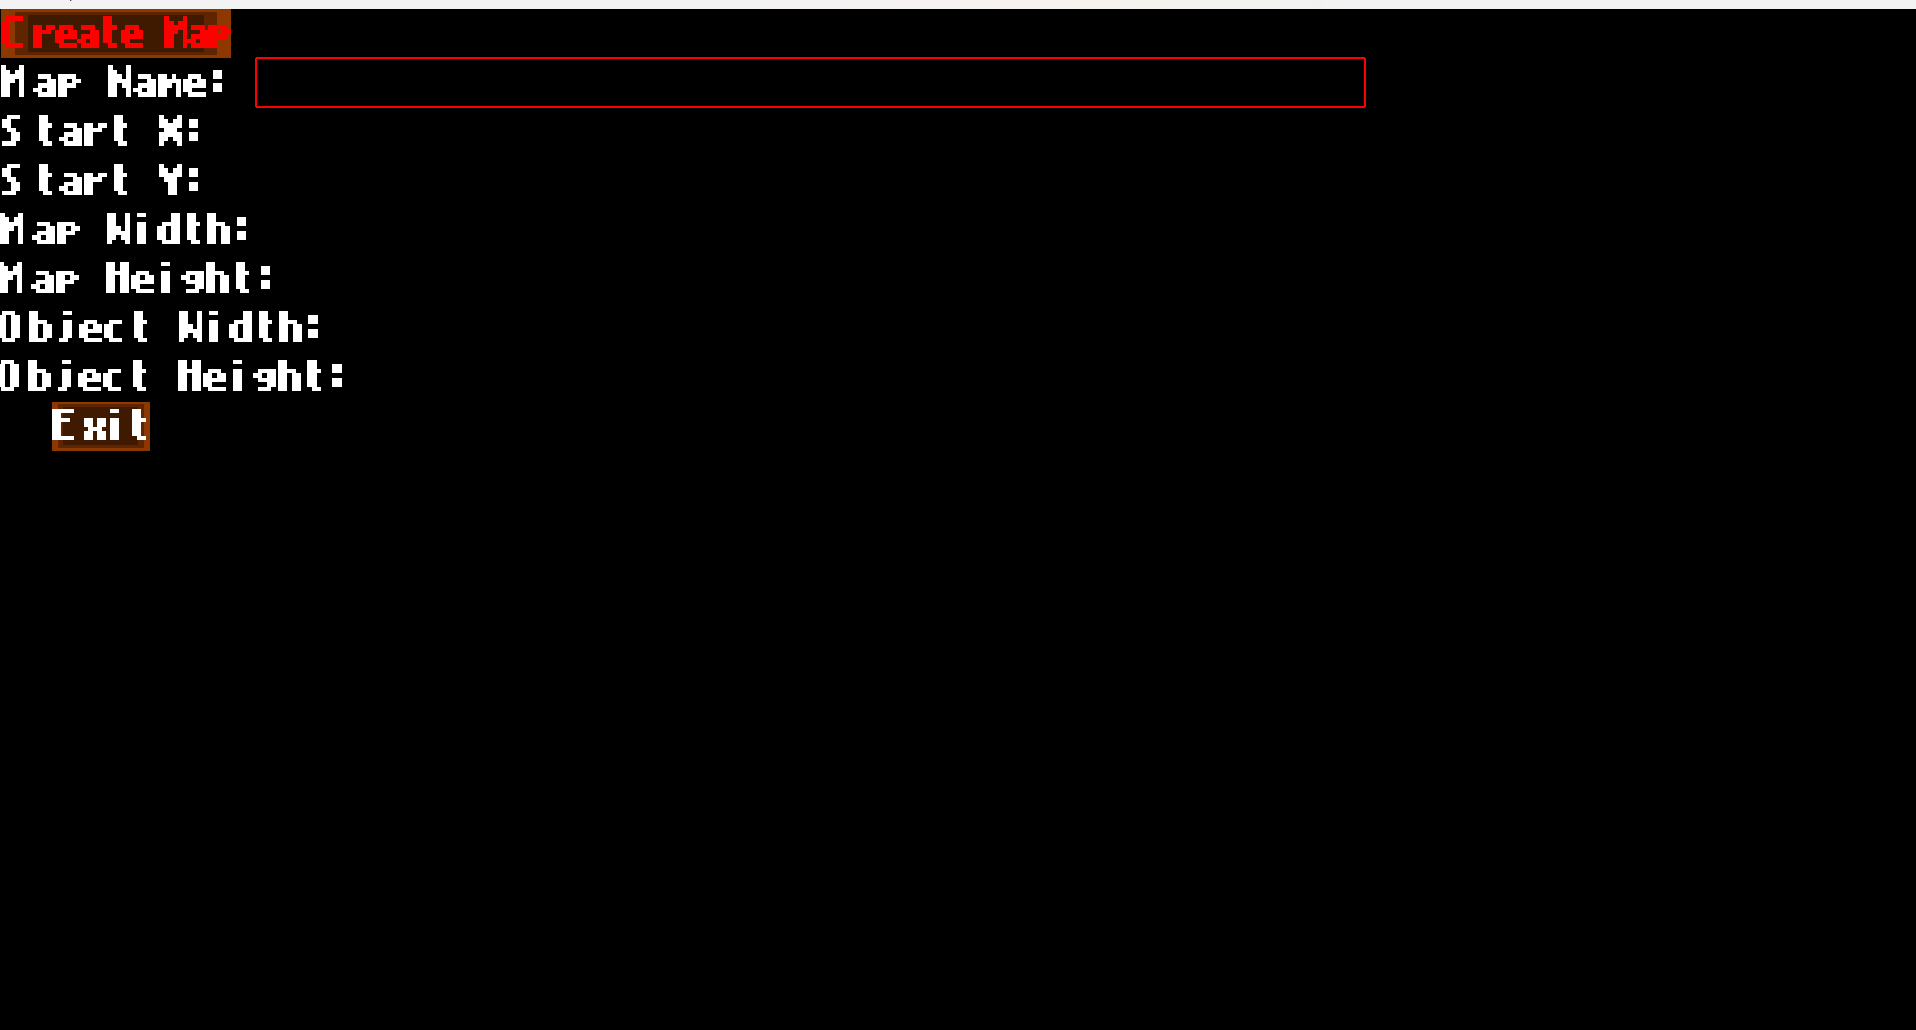 Create Map
Map Name:
Start X:
Start Y:
Map Width:
Map Height:
Object Width:
Object Height:
Exit